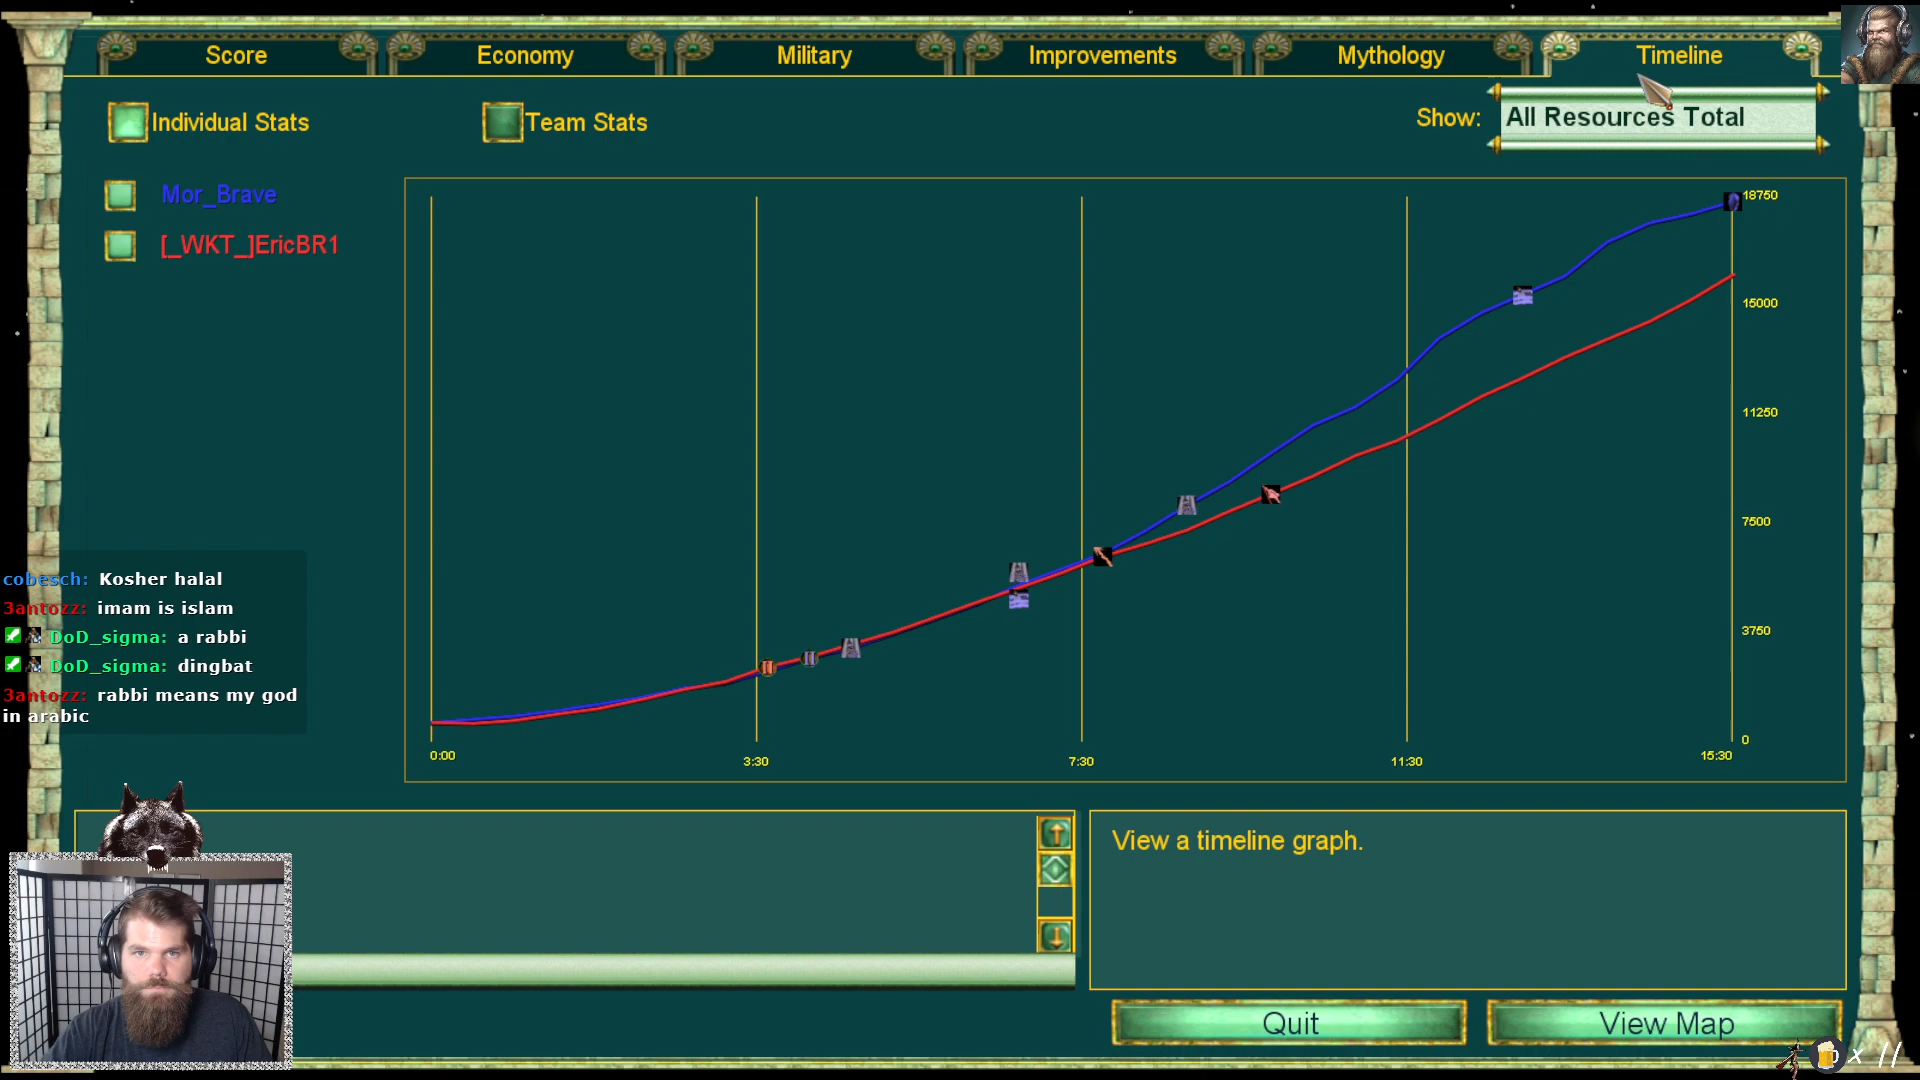 Score
Economy
Military
Improvements
Mythology
Timeline
Individual Stats
Team Stats
Show:
All Resources Total
Mor_Brave
[_WKT_]EricBR1
18750
15000
11250
7500
3750
0
0:00
3:30
7:30
11:30
15:30
cobesch: Kosher halal
3antozz: imam is islam
DoD_sigma: a rabbi
DoD_sigma: dingbat
3antozz: rabbi means my god
in arabic
View a timeline graph.
Quit
View Map
x 11